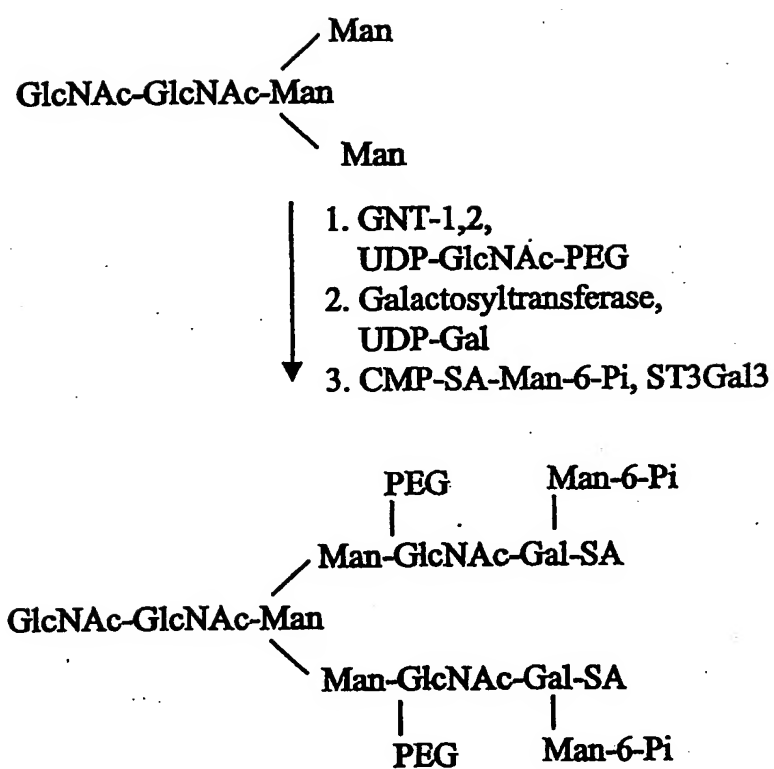 Man
GlcNAc-GlcNAc-Man
Man
1. GNT-1,2,
UDP-GlcNAc-PEG
2. Galactosyltransferase,
UDP-Gal
3. CMP-SA-Man-6-Pi, ST3Gal3
PEG Man-6-Pi
Man-GlcNAc-Gal-SA
GlcNAc-GlcNAc-Man
Man-GlcNAc-Gal-SA
PEG Man-6-Pi